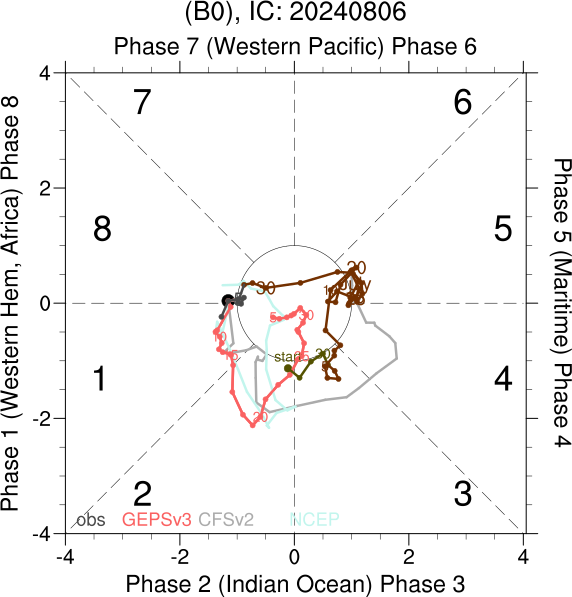 (B0), IC: 20240806
Phase 7 (Western Pacific) Phase 6
4
2
0
-2
-4
-4
-2
0
2
4
Phase 1 (Western Hem, Africa) Phase 8
Phase 5 (Maritime) Phase 4
Phase 2 (Indian Ocean) Phase 3
7
6
8
5
1
4
2
3
30
20
30
5
15
20
start
30
obs
GEPSv3
CFSv2
NCEP